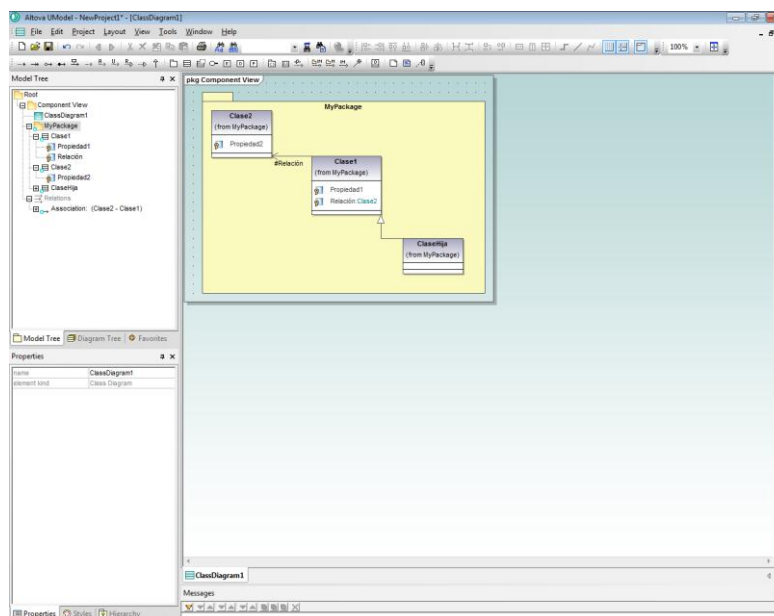 Altova UModel - NewProject1* - [ClassDiagram1]
File Edit Project Layout View Tools Window Help
100%
Model Tree
Root
Component View
ClassDiagram1
MyPackage
Clase1
Propiedad1
Relación
Clase2
Propiedad2
ClaseHija
Relations
Association: (Clase2 - Clase1)
Model Tree Diagram Tree Favorites
Properties
name ClassDiagram1
element kind Class Diagram
Properties Styles Hierarchy
pkg Component View
MyPackage
Clase2
(from MyPackage)
Propiedad2
#Relación
Clase1
(from MyPackage)
Propiedad1
Relación:Clase2
ClaseHija
(from MyPackage)
ClassDiagram1
Messages